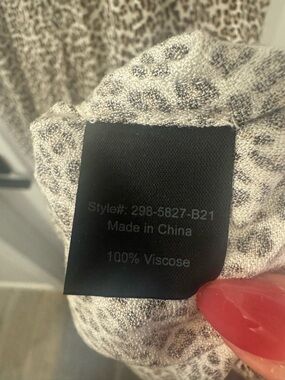 Style#: 298-5827-B21
Made in China
100% Viscose